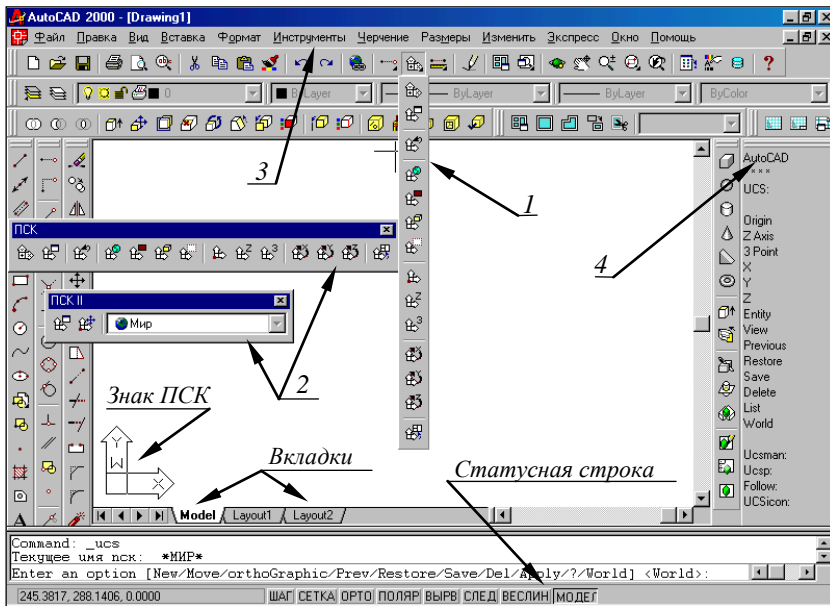 AutoCAD 2000 - [Drawing1]
Файл Правка Вид Вставка Формат Инструменты Черчение Размеры Изменить Экспресс Окно Помощь
0 ByLayer ByLayer ByLayer ByColor
3
1
4
2
ПСК
ПСК II
Мир
Знак ПСК
Y
W
X
Вкладки
Статусная строка
AutoCAD
* * * *
UCS:
Origin
Z Axis
3 Point
X
Y
Z
Entity
View
Previous
Restore
Save
Delete
List
World
Ucsman:
Ucsp:
Follow:
UCSicon:
Model Layout1 Layout2
Command: _ucs
Текущее имя пск: *МИР*
Enter an option [New/Move/orthoGraphic/Prev/Restore/Save/Del/Apply/?/World] <World>:
245.3817, 288.1406, 0.0000 ШАГ СЕТКА ОРТО ПОЛЯР ВЫРВ СЛЕД ВЕСЛИН МОДЕЛ